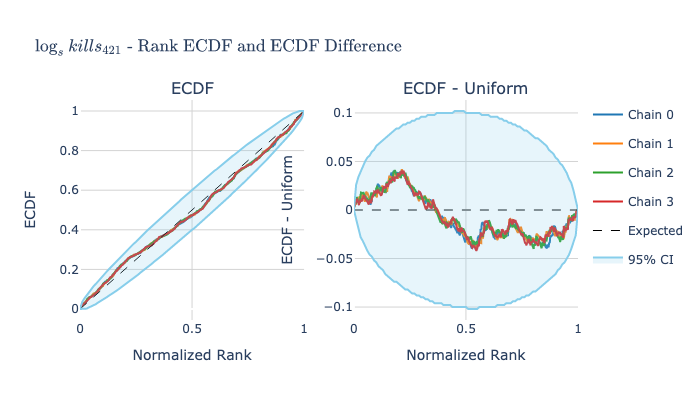 log_s kills_421 - Rank ECDF and ECDF Difference
ECDF
ECDF
1
0.8
0.6
0.4
0.2
0
0
0.5
1
Normalized Rank
ECDF - Uniform
ECDF - Uniform
0.1
0.05
0
−0.05
−0.1
0
0.5
1
Normalized Rank
Chain 0
Chain 1
Chain 2
Chain 3
Expected
95% CI